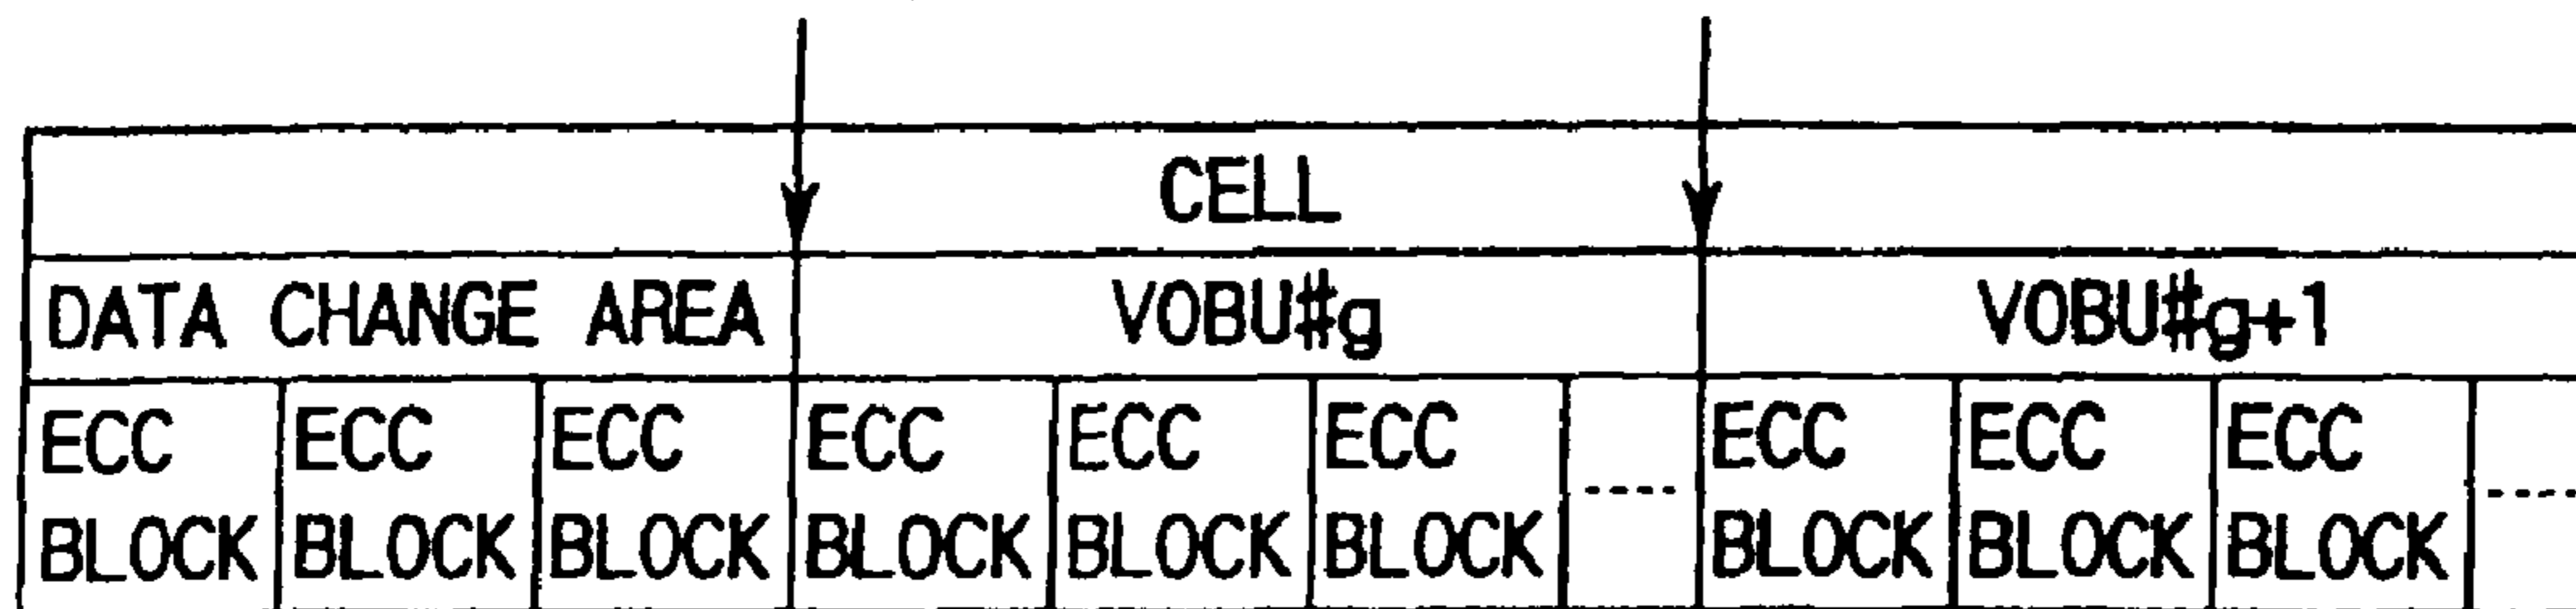 CELL
DATA CHANGE AREA VOBU#g VOBU#g+1
ECC ECC ECC ECC ECC ECC ECC ECC ECC
BLOCK BLOCK BLOCK BLOCK BLOCK BLOCK ---- BLOCK BLOCK BLOCK ----